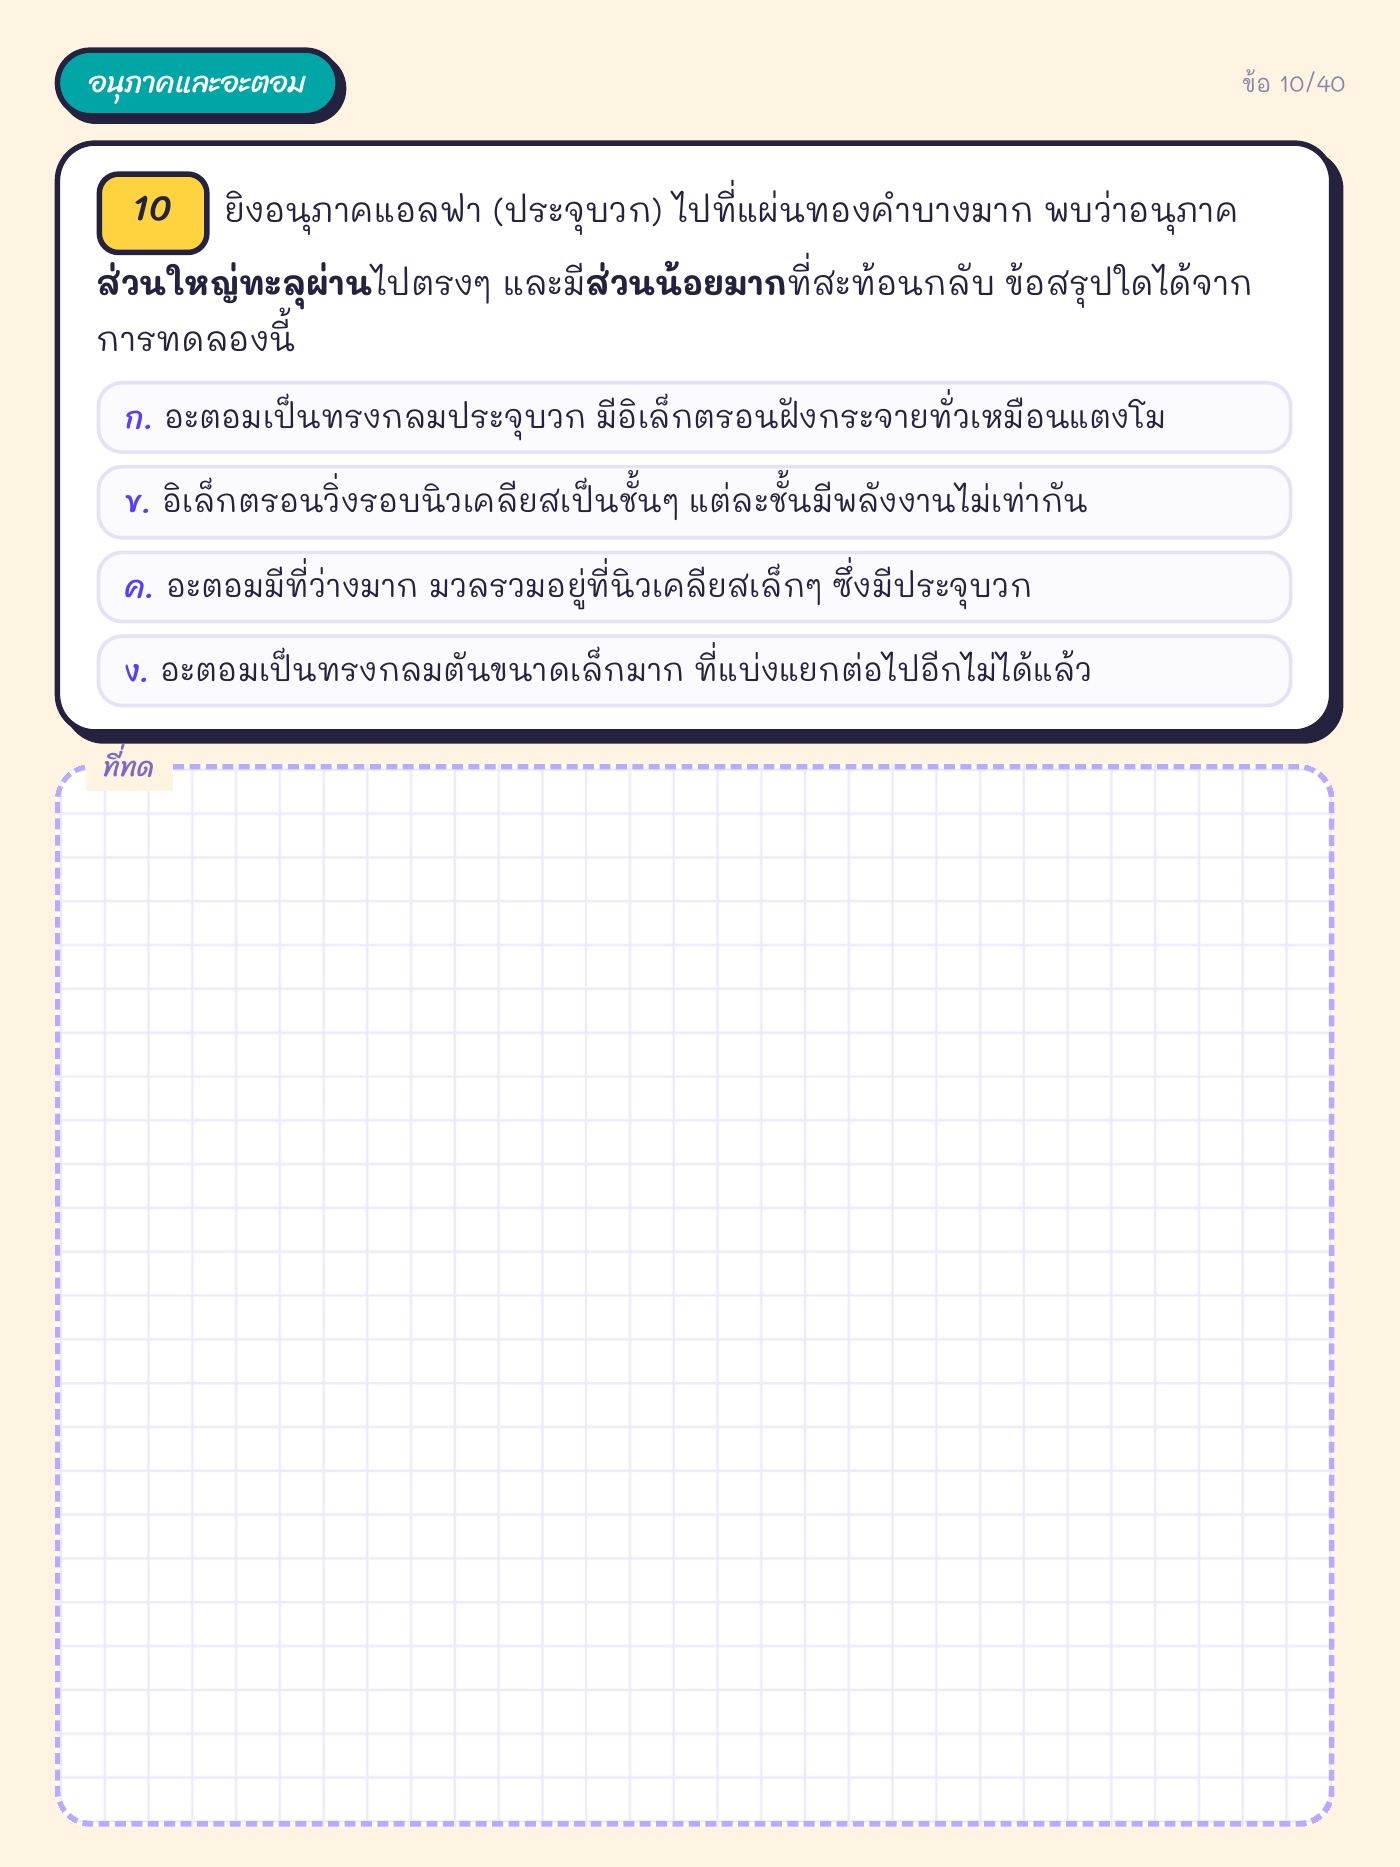 อนุภาคและอะตอม
ข้อ 10/40
10 ยิงอนุภาคแอลฟา (ประจุบวก) ไปที่แผ่นทองคำบางมาก พบว่าอนุภาค
ส่วนใหญ่ทะลุผ่านไปตรงๆ และมีส่วนน้อยมากที่สะท้อนกลับ ข้อสรุปใดได้จาก
การทดลองนี้
ก. อะตอมเป็นทรงกลมประจุบวก มีอิเล็กตรอนฝังกระจายทั่วเหมือนแตงโม
ข. อิเล็กตรอนวิ่งรอบนิวเคลียสเป็นชั้นๆ แต่ละชั้นมีพลังงานไม่เท่ากัน
ค. อะตอมมีที่ว่างมาก มวลรวมอยู่ที่นิวเคลียสเล็กๆ ซึ่งมีประจุบวก
ง. อะตอมเป็นทรงกลมตันขนาดเล็กมาก ที่แบ่งแยกต่อไปอีกไม่ได้แล้ว
ที่ทด